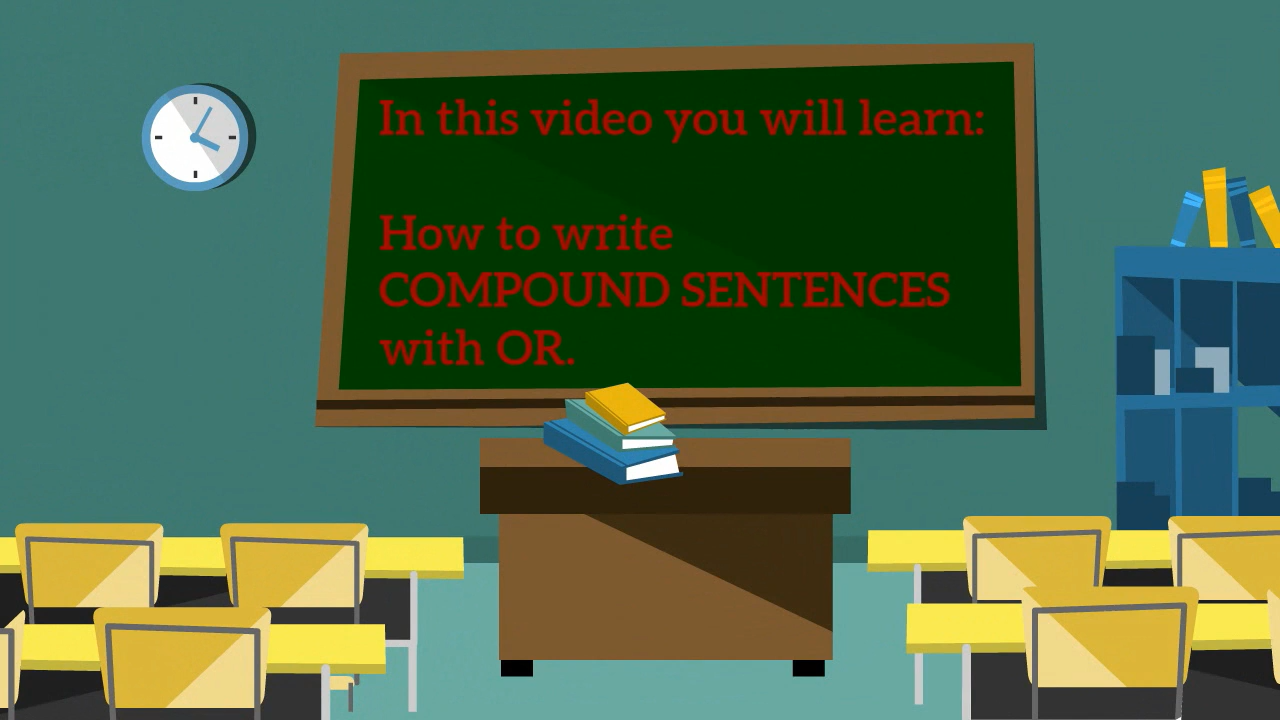 In this video you will learn:
How to write
COMPOUND SENTENCES
with OR.